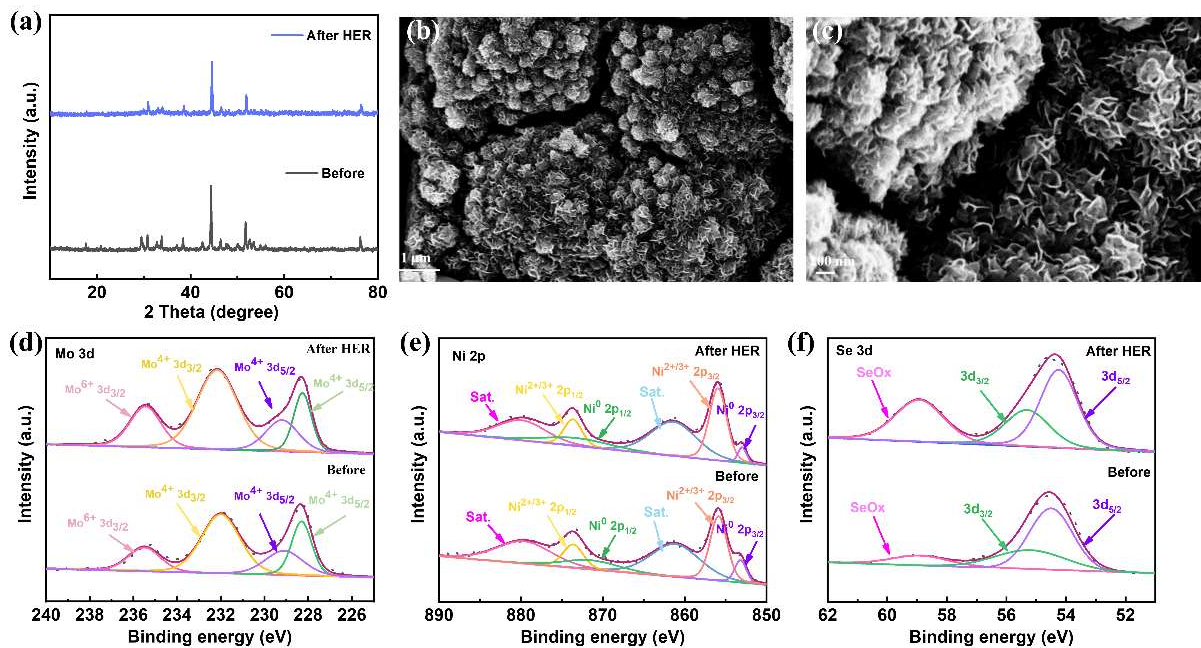 (a)
After HER
Before
Intensity (a.u.)
20 40 60 80
2 Theta (degree)
(b)
1 μm
(c)
100 nm
(d)
Mo 3d
After HER
Mo6+ 3d3/2
Mo4+ 3d3/2
Mo4+ 3d5/2
Mo4+ 3d5/2
Before
Mo6+ 3d3/2
Mo4+ 3d3/2
Mo4+ 3d5/2
Mo4+ 3d5/2
Intensity (a.u.)
240 238 236 234 232 230 228 226
Binding energy (eV)
(e)
Ni 2p
After HER
Sat.
Ni2+/3+ 2p1/2
Ni0 2p1/2
Sat.
Ni2+/3+ 2p3/2
Ni0 2p3/2
Before
Sat.
Ni2+/3+ 2p1/2
Ni0 2p1/2
Sat.
Ni2+/3+ 2p3/2
Ni0 2p3/2
Intensity (a.u.)
890 880 870 860 850
Binding energy (eV)
(f)
Se 3d
After HER
SeOx
3d3/2
3d5/2
Before
SeOx
3d3/2
3d5/2
Intensity (a.u.)
62 60 58 56 54 52
Binding energy (eV)